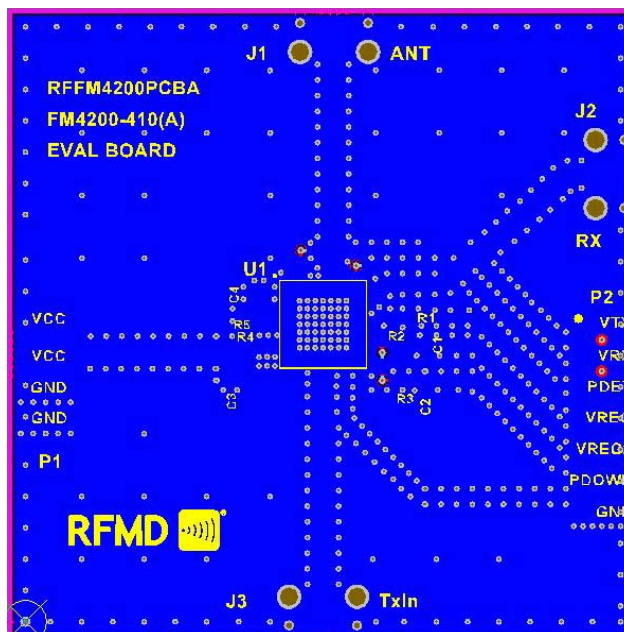 J1 ANT
RFFM4200PCBA
FM4200-410(A)
EVAL BOARD
J2
RX
U1
P2
C4
VCC
R5
R4
R1
R2
C1
VCC
GND
GND
R3
C2
C3
P1
RFMD
J3 TxIn